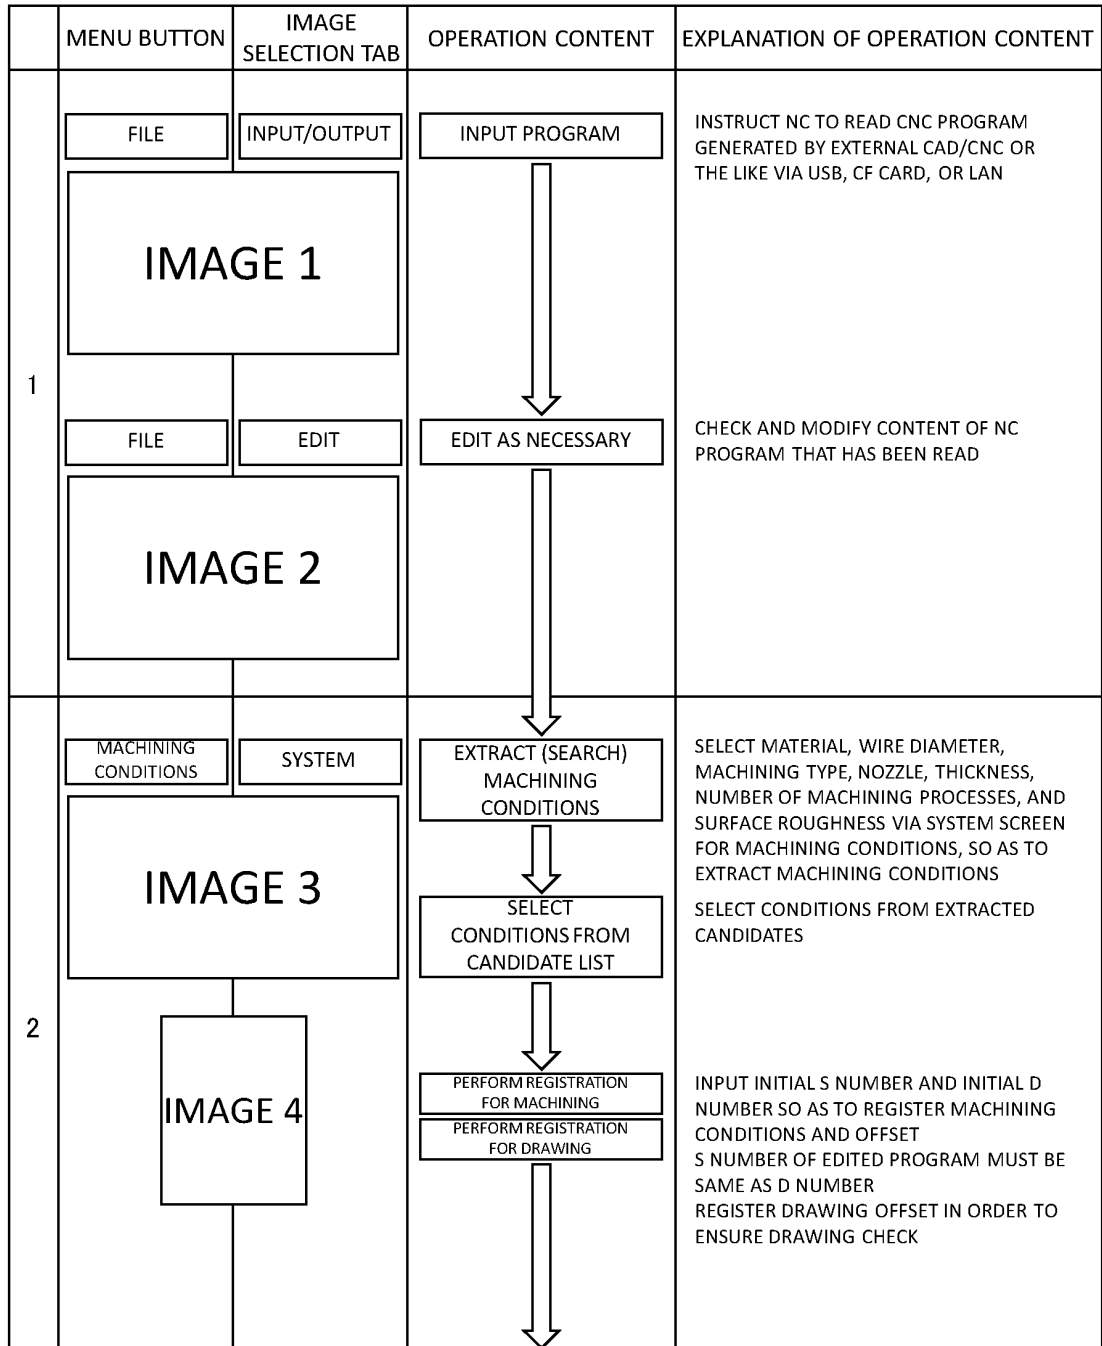 MENU BUTTON
IMAGE
SELECTION TAB
OPERATION CONTENT
EXPLANATION OF OPERATION CONTENT
1
FILE
INPUT/OUTPUT
INPUT PROGRAM
INSTRUCT NC TO READ CNC PROGRAM
GENERATED BY EXTERNAL CAD/CNC OR
THE LIKE VIA USB, CF CARD, OR LAN
IMAGE 1
FILE
EDIT
EDIT AS NECESSARY
CHECK AND MODIFY CONTENT OF NC
PROGRAM THAT HAS BEEN READ
IMAGE 2
2
MACHINING
CONDITIONS
SYSTEM
EXTRACT (SEARCH)
MACHINING
CONDITIONS
SELECT MATERIAL, WIRE DIAMETER,
MACHINING TYPE, NOZZLE, THICKNESS,
NUMBER OF MACHINING PROCESSES, AND
SURFACE ROUGHNESS VIA SYSTEM SCREEN
FOR MACHINING CONDITIONS, SO AS TO
EXTRACT MACHINING CONDITIONS
IMAGE 3
SELECT
CONDITIONS FROM
CANDIDATE LIST
SELECT CONDITIONS FROM EXTRACTED
CANDIDATES
IMAGE 4
PERFORM REGISTRATION
FOR MACHINING
PERFORM REGISTRATION
FOR DRAWING
INPUT INITIAL S NUMBER AND INITIAL D
NUMBER SO AS TO REGISTER MACHINING
CONDITIONS AND OFFSET
S NUMBER OF EDITED PROGRAM MUST BE
SAME AS D NUMBER
REGISTER DRAWING OFFSET IN ORDER TO
ENSURE DRAWING CHECK